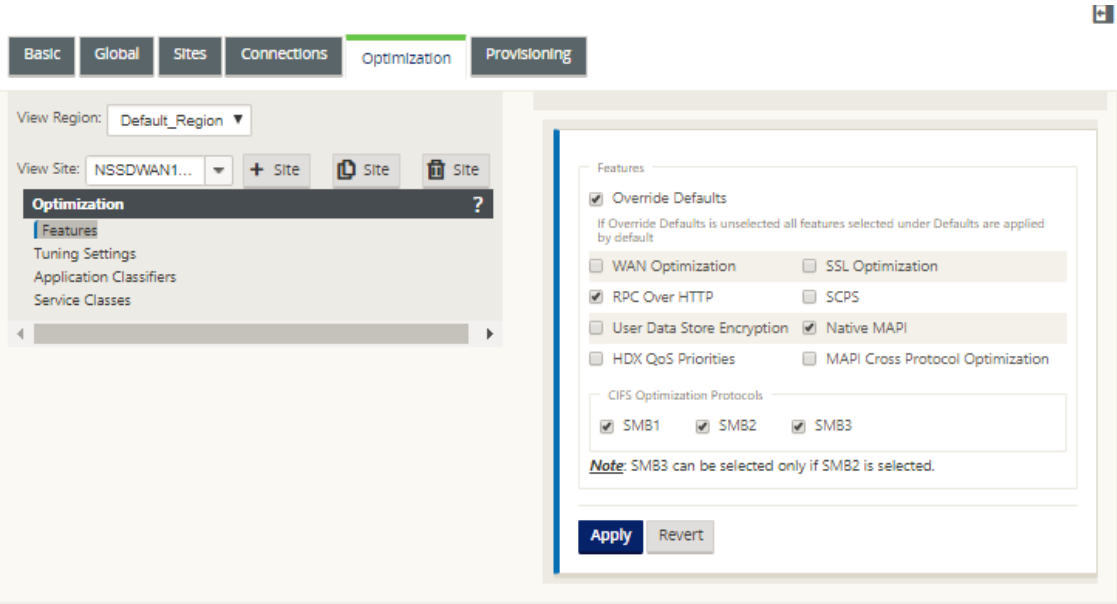 Basic Global Sites Connections Optimization Provisioning
View Region: Default_Region
View Site: NSSDWAN1... + Site Site Site
Optimization ?
Features
Tuning Settings
Application Classifiers
Service Classes
Features
Override Defaults
If Override Defaults is unselected all features selected under Defaults are applied
by default
WAN Optimization SSL Optimization
RPC Over HTTP SCPS
User Data Store Encryption Native MAPI
HDX QoS Priorities MAPI Cross Protocol Optimization
CIFS Optimization Protocols
SMB1 SMB2 SMB3
Note: SMB3 can be selected only if SMB2 is selected.
Apply Revert